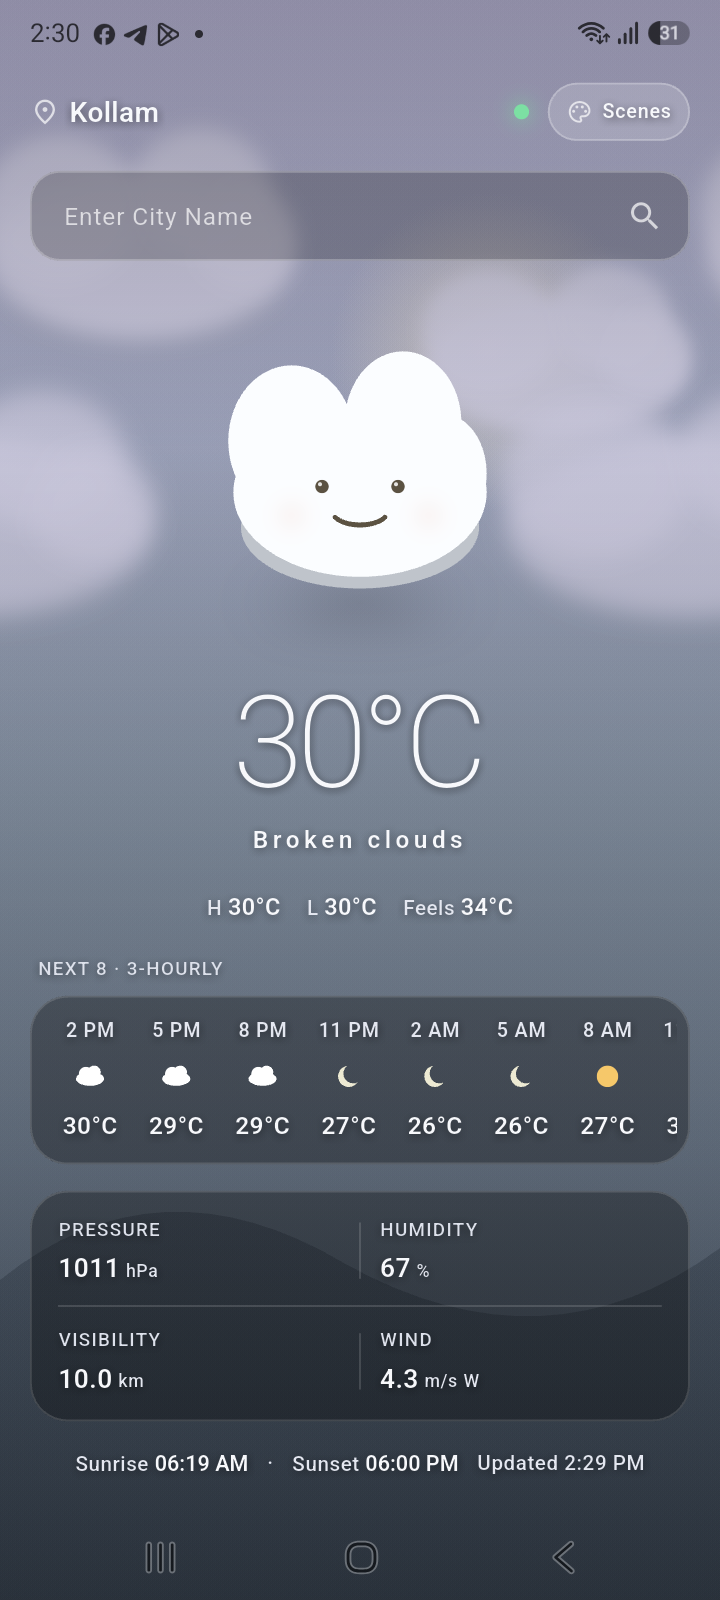 2:30
31
Kollam
Scenes
Enter City Name
30°C
Broken clouds
H 30°C L 30°C Feels 34°C
NEXT 8 · 3-HOURLY
2 PM 5 PM 8 PM 11 PM 2 AM 5 AM 8 AM 1
30°C 29°C 29°C 27°C 26°C 26°C 27°C 3
PRESSURE HUMIDITY
1011 hPa 67 %
VISIBILITY WIND
10.0 km 4.3 m/s W
Sunrise 06:19 AM · Sunset 06:00 PM Updated 2:29 PM